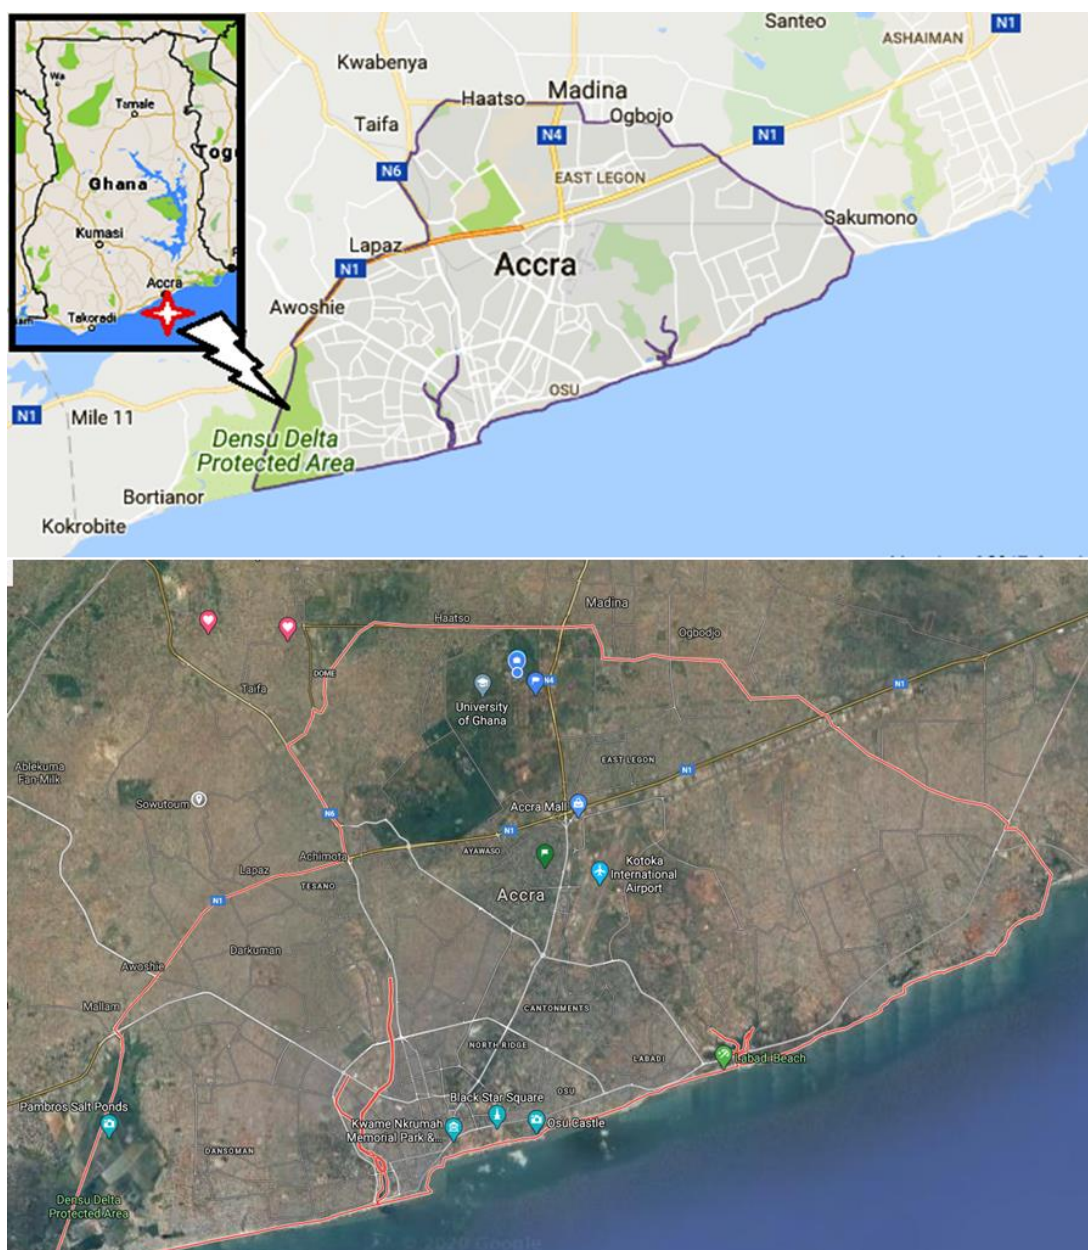 Wa
Tamale
Togo
Ghana
Kumasi
Accra
Takoradi
Santeo
N1
ASHAIMAN
Kwabenya
Madina
Haatso
Ogbojo
Taifa
N4
N1
N6
EAST LEGON
Sakumono
Lapaz
Accra
N1
Awoshie
OSU
N1
Mile 11
Densu Delta
Protected Area
Bortianor
Kokrobite
Madina
Haatso
Ogbodjo
DOME
Taifa
University
of Ghana
N4
N1
EAST LEGON
Ablekuma
Fan-Milk
N1
Sowutoum
Accra Mall
N6
N1
Achimota
AYAWASO
Lapaz
TESANO
Kotoka
International
Airport
Accra
N1
Darkuman
Awoshie
Mallam
CANTONMENTS
NORTH RIDGE
LABADI
Labadi Beach
OSU
Black Star Square
Pambros Salt Ponds
Kwame Nkrumah
Memorial Park &...
Osu Castle
DANSOMAN
Densu Delta
Protected Area